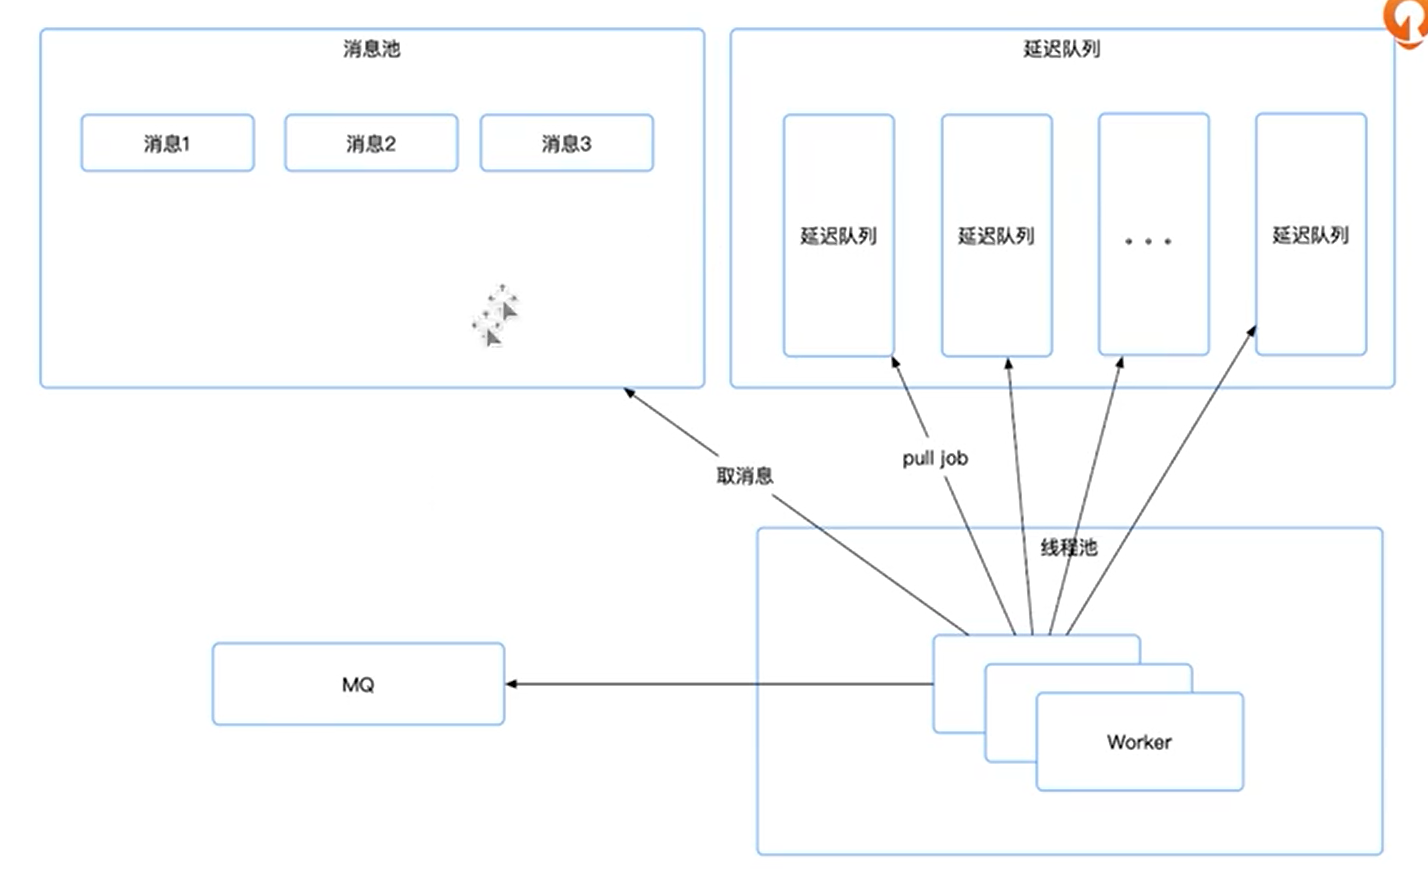 消息池
消息1
消息2
消息3
延迟队列
延迟队列
延迟队列
• • •
延迟队列
取消息
pull job
线程池
MQ
Worker